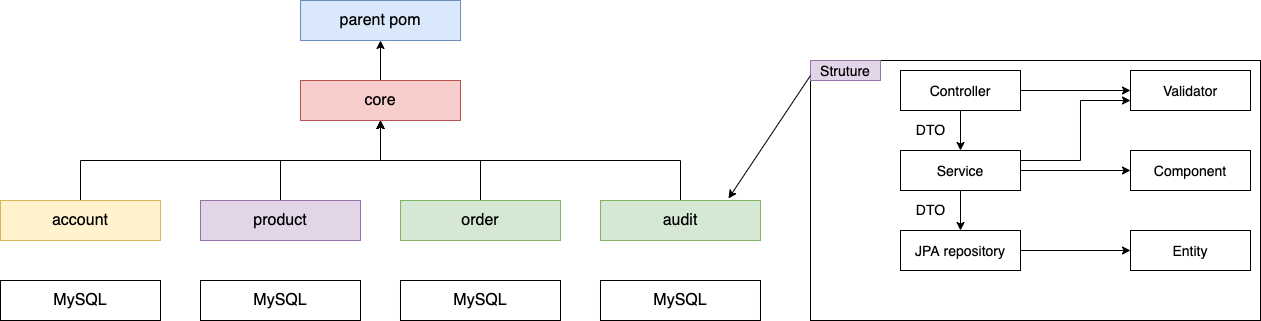 parent pom
core
account
product
order
audit
MySQL
MySQL
MySQL
MySQL
Struture
Controller
Validator
DTO
Service
Component
DTO
JPA repository
Entity